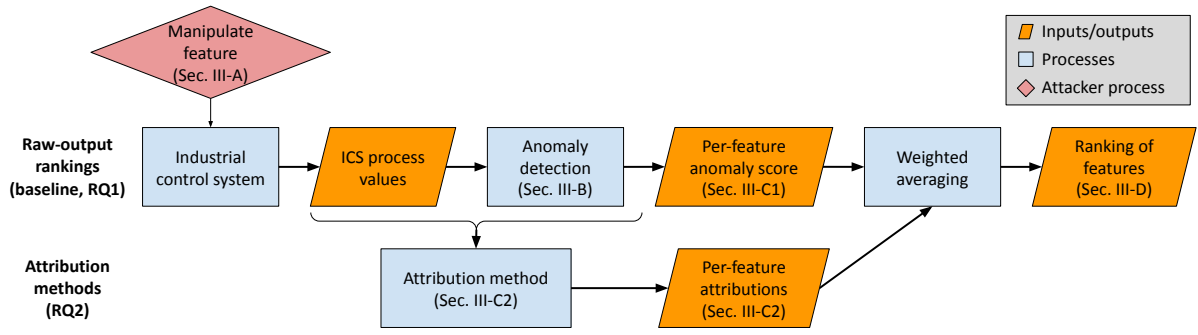 Manipulate
feature
(Sec. III-A)
Inputs/outputs
Processes
Attacker process
Raw-output
rankings
(baseline, RQ1)
Industrial
control system
ICS process
values
Anomaly
detection
(Sec. III-B)
Per-feature
anomaly score
(Sec. III-C1)
Weighted
averaging
Ranking of
features
(Sec. III-D)
Attribution
methods
(RQ2)
Attribution method
(Sec. III-C2)
Per-feature
attributions
(Sec. III-C2)